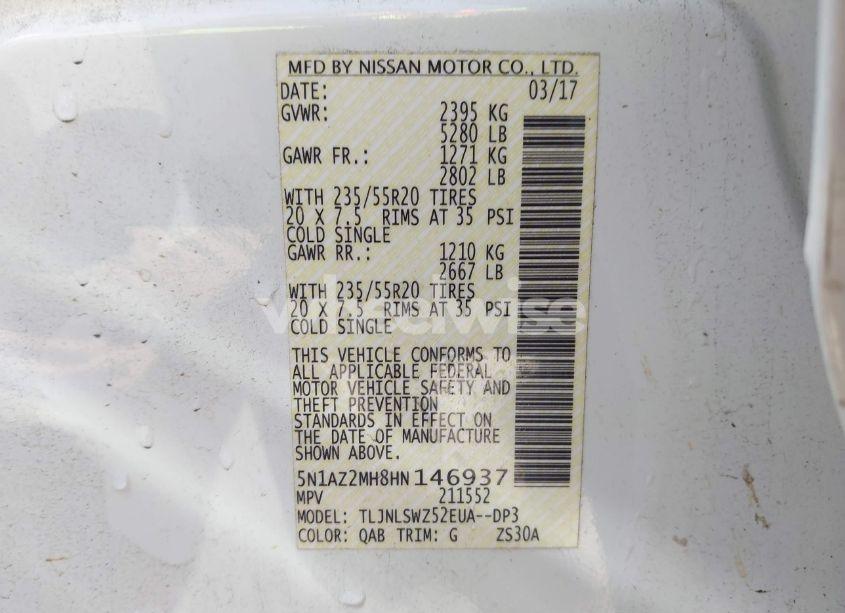 MFD BY NISSAN MOTOR CO., LTD.
DATE: 03/17
GVWR: 2395 KG
5280 LB
GAWR FR.: 1271 KG
2802 LB
WITH 235/55R20 TIRES
20 X 7.5 RIMS AT 35 PSI
COLD SINGLE
GAWR RR.: 1210 KG
2667 LB
WITH 235/55R20 TIRES
20 X 7.5 RIMS AT 35 PSI
COLD SINGLE
THIS VEHICLE CONFORMS TO
ALL APPLICABLE FEDERAL
MOTOR VEHICLE SAFETY AND
THEFT PREVENTION
STANDARDS IN EFFECT ON
THE DATE OF MANUFACTURE
SHOWN ABOVE.
5N1AZ2MH8HN146937
MPV 211552
MODEL: TLJNLSWZ52EUA--DP3
COLOR: QAB TRIM: G ZS30A